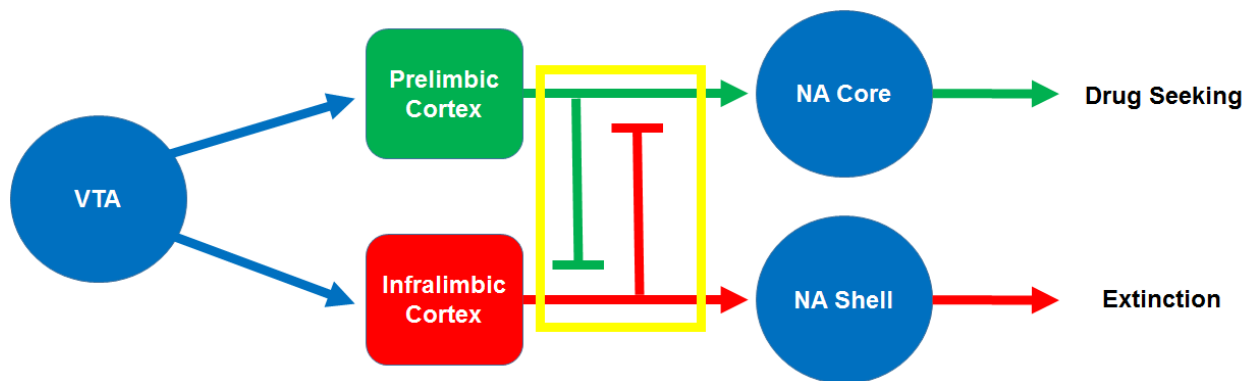 Prelimbic
Cortex
NA Core
Drug Seeking
VTA
Infralimbic
Cortex
NA Shell
Extinction